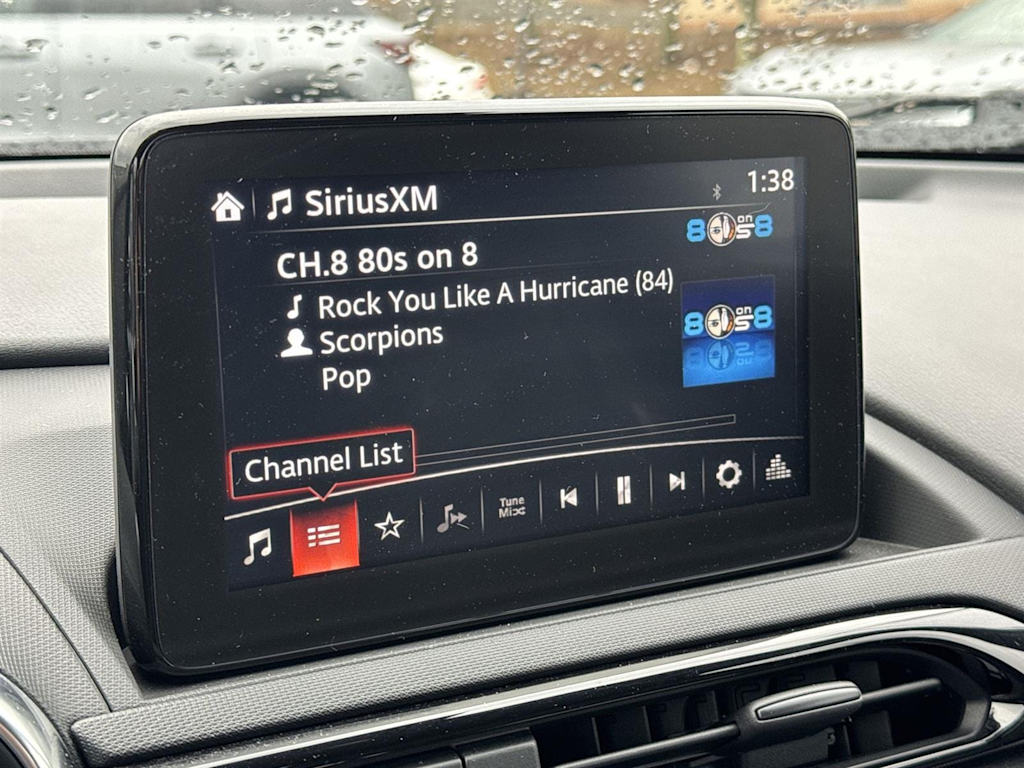 SiriusXM
1:38
CH.8 80s on 8
80s on 8
Rock You Like A Hurricane (84)
Scorpions
80s on 8
Pop
Channel List
Tune
Mix